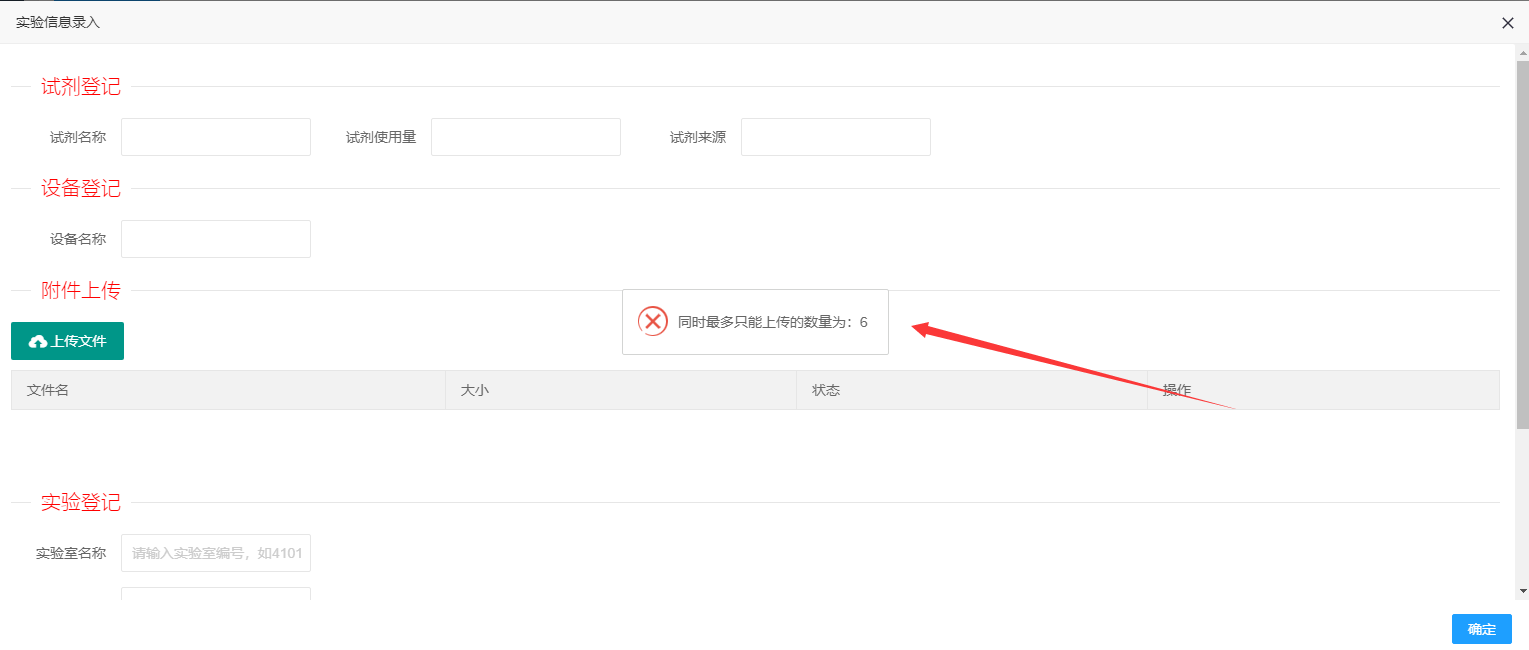 实验信息录入
试剂登记
试剂名称 试剂使用量 试剂来源
设备登记
设备名称
附件上传
同时最多只能上传的数量为：6
上传文件
文件名 大小 状态 操作
实验登记
实验室名称 请输入实验室编号，如4101
确定